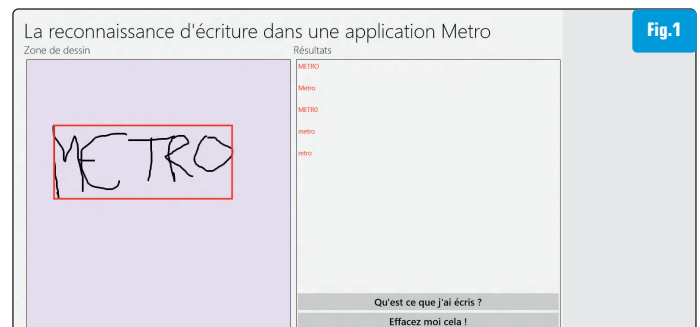 Fig.1
La reconnaissance d'écriture dans une application Metro
Zone de dessin
Résultats
METRO
METRO
Metro
METR0
metro
retro
Qu'est ce que j'ai écris ?
Effacez moi cela !